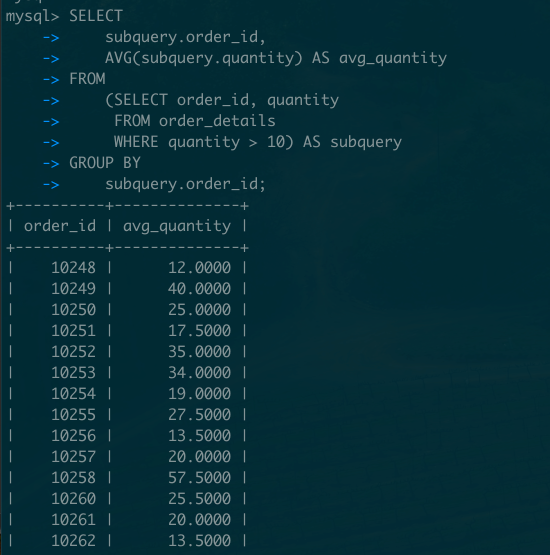 mysql> SELECT
    ->     subquery.order_id,
    ->     AVG(subquery.quantity) AS avg_quantity
    -> FROM
    ->     (SELECT order_id, quantity
    ->      FROM order_details
    ->      WHERE quantity > 10) AS subquery
    -> GROUP BY
    ->     subquery.order_id;
+----------+--------------+
| order_id | avg_quantity |
+----------+--------------+
|    10248 |      12.0000 |
|    10249 |      40.0000 |
|    10250 |      25.0000 |
|    10251 |      17.5000 |
|    10252 |      35.0000 |
|    10253 |      34.0000 |
|    10254 |      19.0000 |
|    10255 |      27.5000 |
|    10256 |      13.5000 |
|    10257 |      20.0000 |
|    10258 |      57.5000 |
|    10260 |      25.5000 |
|    10261 |      20.0000 |
|    10262 |      13.5000 |